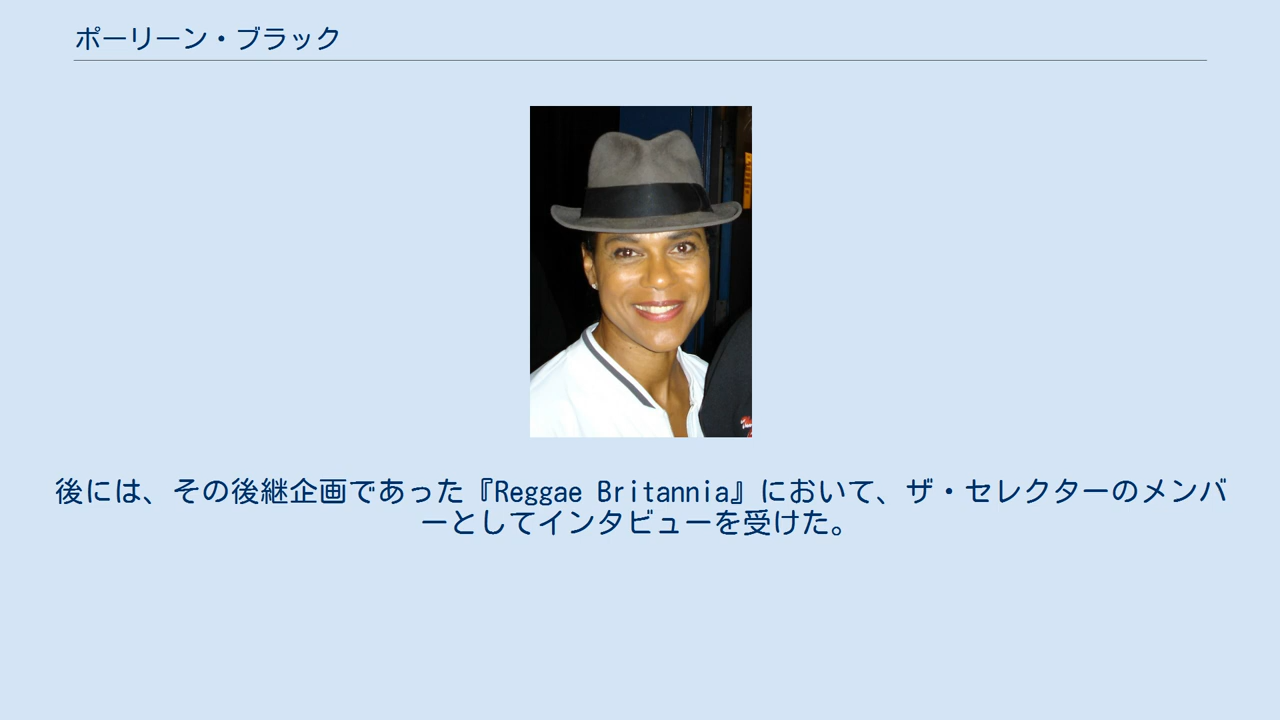 ポーリーン・ブラック
後には、その後継企画であった『Reggae Britannia』において、ザ・セレクターのメンバ
ーとしてインタビューを受けた。